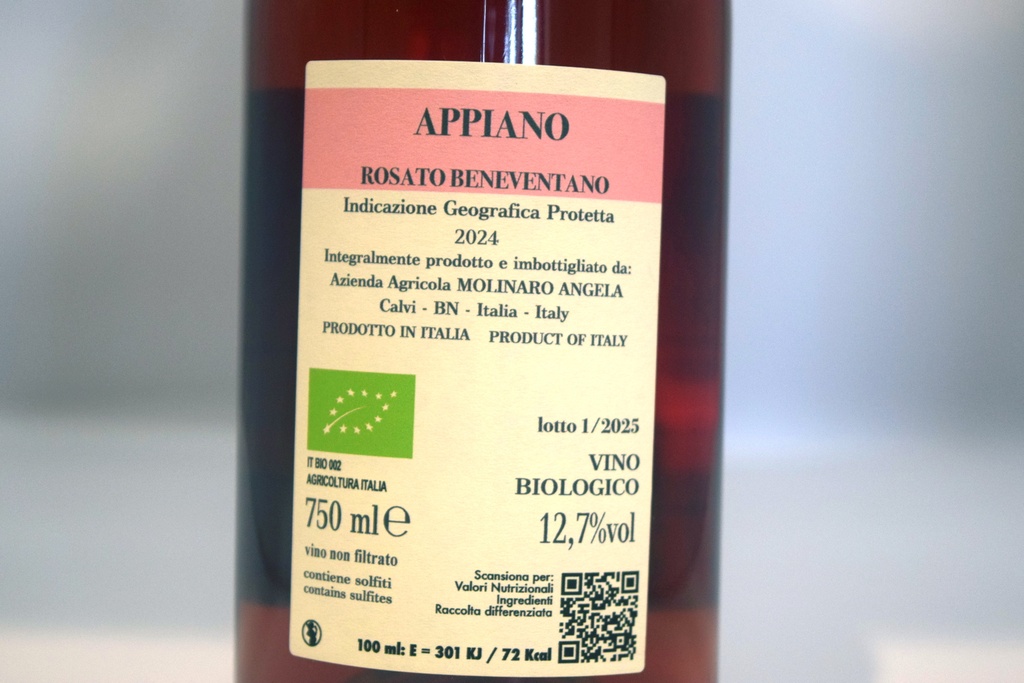 APPIANO
ROSATO BENEVENTANO
Indicazione Geografica Protetta
2024
Integralmente prodotto e imbottigliato da:
Azienda Agricola MOLINARO ANGELA
Calvi - BN - Italia - Italy
PRODOTTO IN ITALIA PRODUCT OF ITALY
lotto 1/2025
IT BIO 002
AGRICOLTURA ITALIA
VINO
BIOLOGICO
750 ml e
12,7%vol
vino non filtrato
contiene solfiti
contains sulfites
Scansiona per:
Valori Nutrizionali
Ingredienti
Raccolta differenziata
100 ml: E = 301 KJ / 72 Kcal